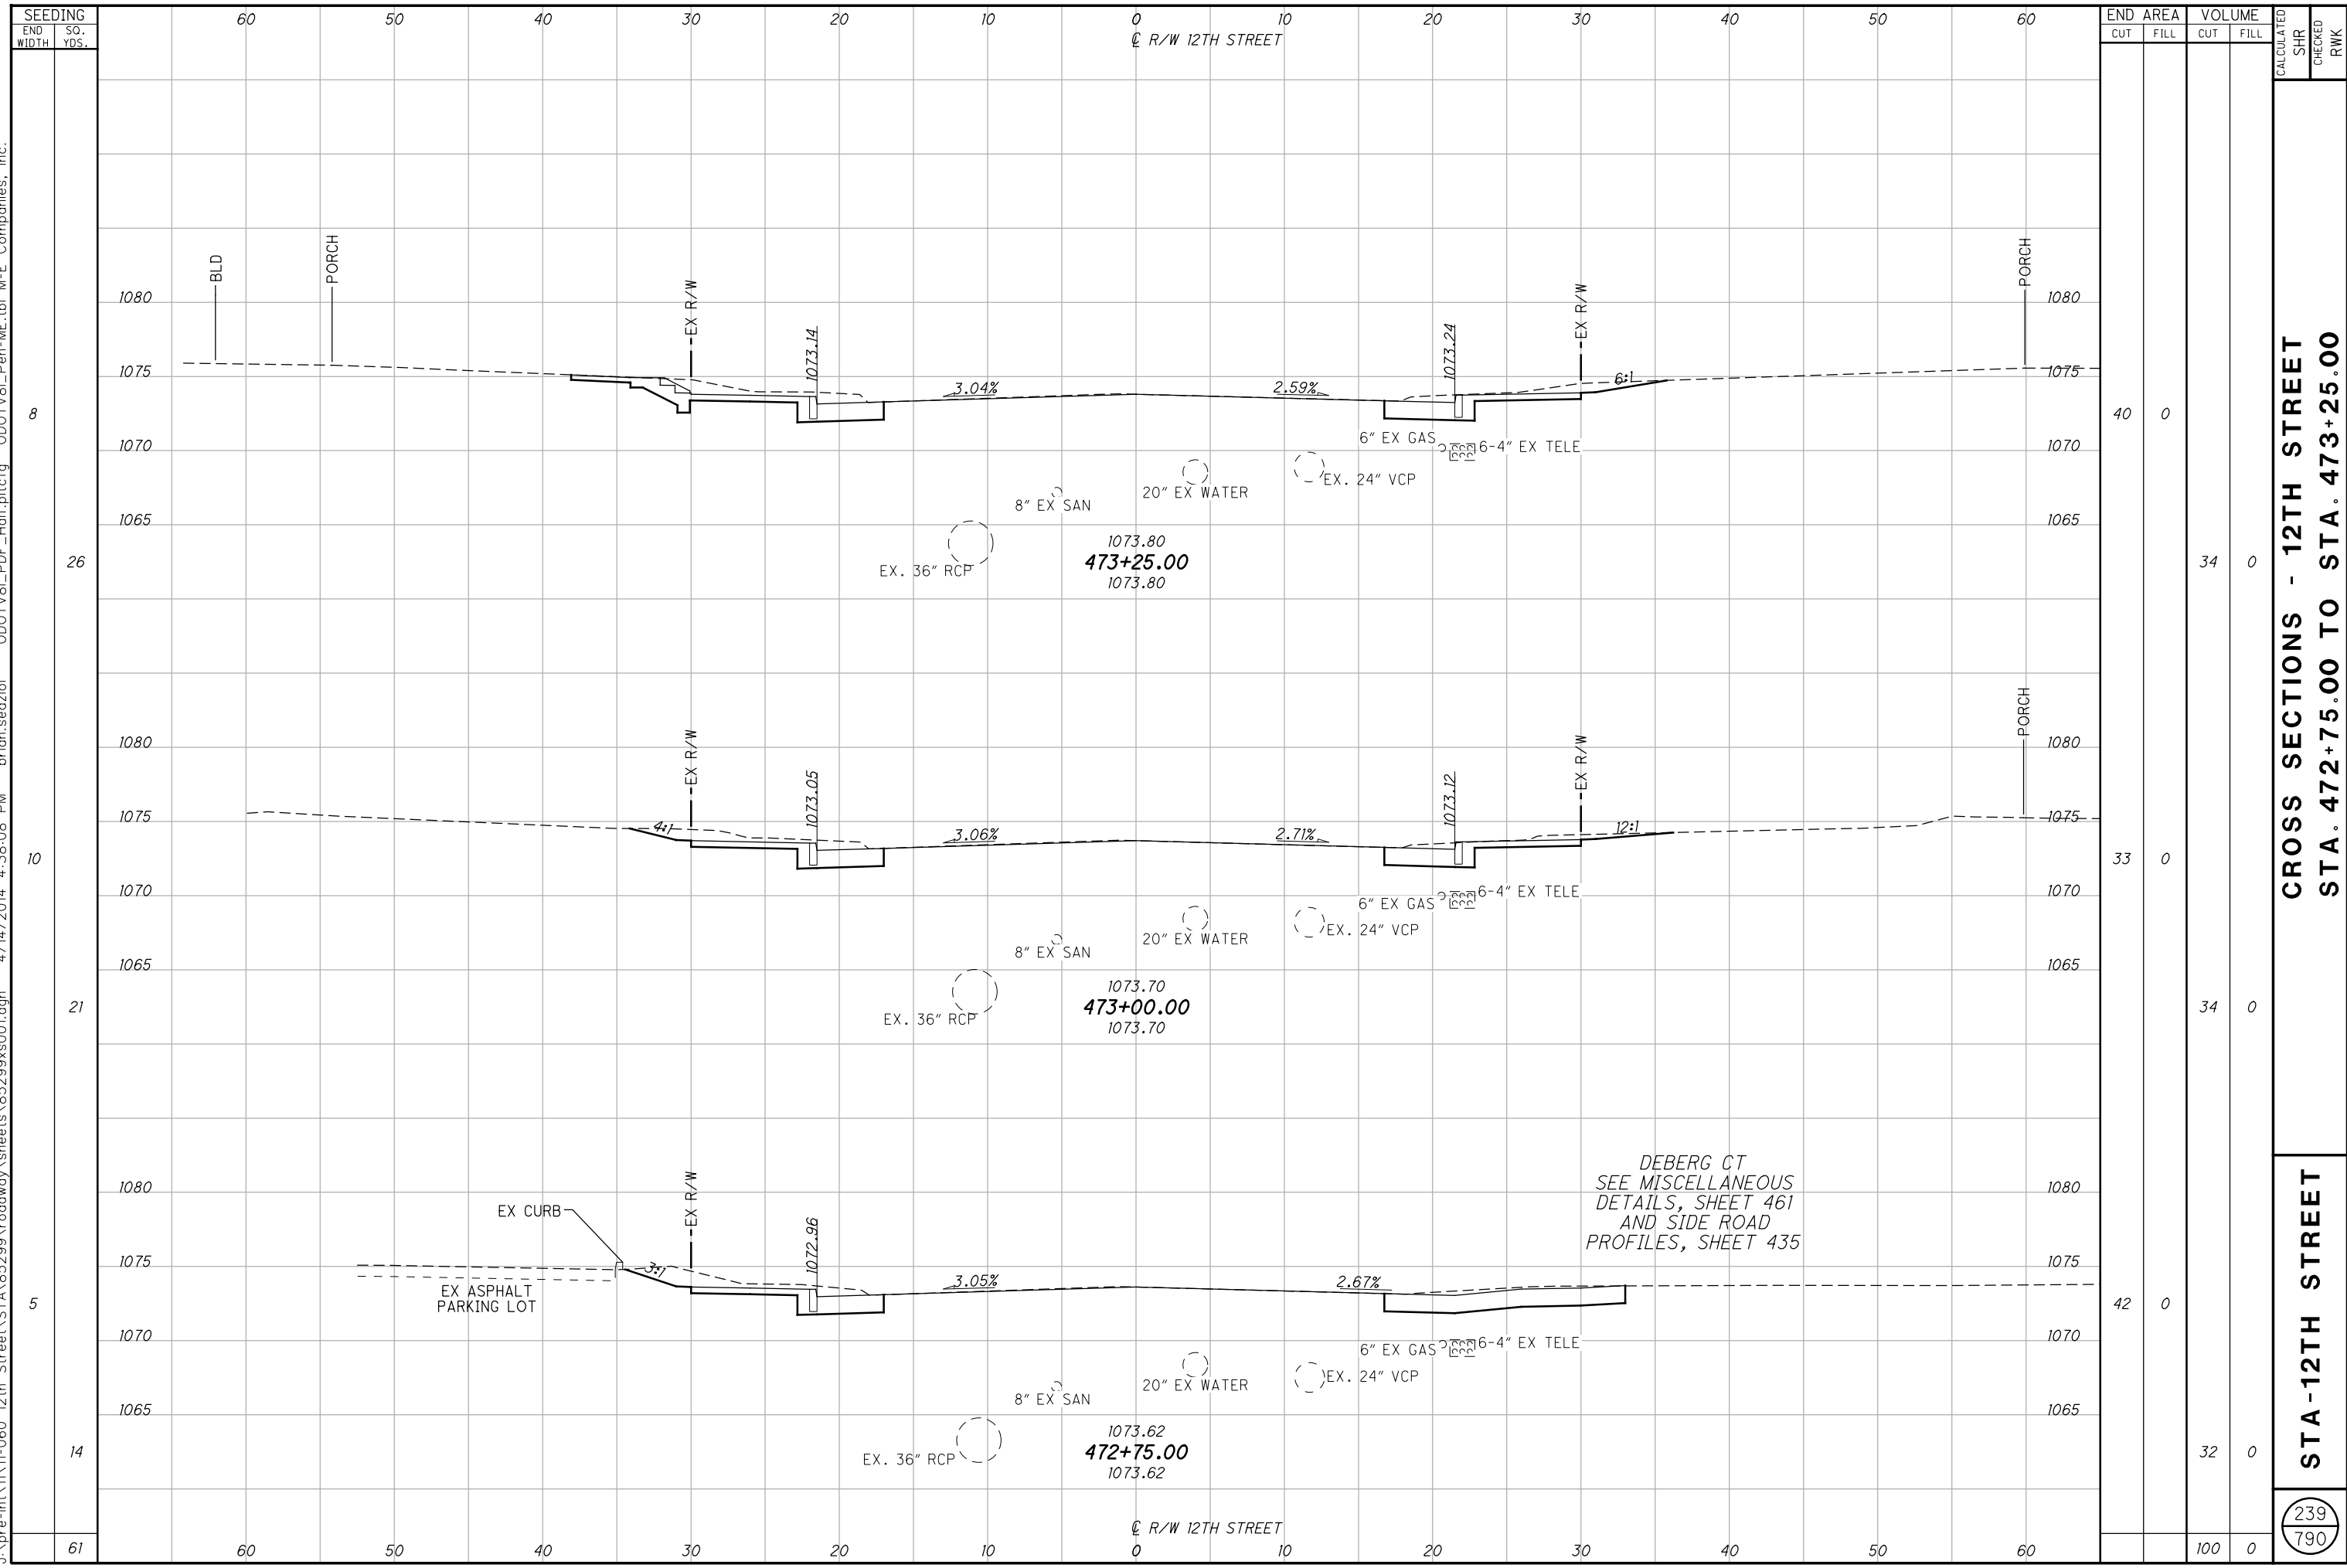 SEEDING
END WIDTH
SQ. YDS.
60 50 40 30 20 10 0 10 20 30 40 50 60
℄ R/W 12TH STREET
END AREA
VOLUME
CUT FILL CUT FILL
CALCULATED
SHR
CHECKED
RWK
BLD
PORCH
EX R/W
1073.14
1073.24
EX R/W
PORCH
1080 1080
1075 1075
3.04% 2.59% 6:1
8
40 0
1070 1070
6" EX GAS
6-4" EX TELE
EX. 24" VCP
20" EX WATER
8" EX SAN
1065 1065
EX. 36" RCP
1073.80
473+25.00
1073.80
26
34 0
EX R/W
1073.05
1073.12
EX R/W
PORCH
1080 1080
1075 1075
4:1 3.06% 2.71% 12:1
10
33 0
1070 1070
6" EX GAS
6-4" EX TELE
EX. 24" VCP
20" EX WATER
8" EX SAN
1065 1065
EX. 36" RCP
1073.70
473+00.00
1073.70
21
34 0
DEBERG CT
SEE MISCELLANEOUS
DETAILS, SHEET 461
AND SIDE ROAD
PROFILES, SHEET 435
EX R/W
1072.96
EX CURB
1080 1080
1075 1075
3:1 3.05% 2.67%
EX ASPHALT
PARKING LOT
5
42 0
1070 1070
6" EX GAS
6-4" EX TELE
EX. 24" VCP
20" EX WATER
8" EX SAN
1065 1065
EX. 36" RCP
1073.62
472+75.00
1073.62
14
32 0
℄ R/W 12TH STREET
60 50 40 30 20 10 0 10 20 30 40 50 60
61
100 0
CROSS SECTIONS - 12TH STREET
STA. 472+75.00 TO STA. 473+25.00
STA-12TH STREET
239
790
4/14/2014 4:38:08 PM